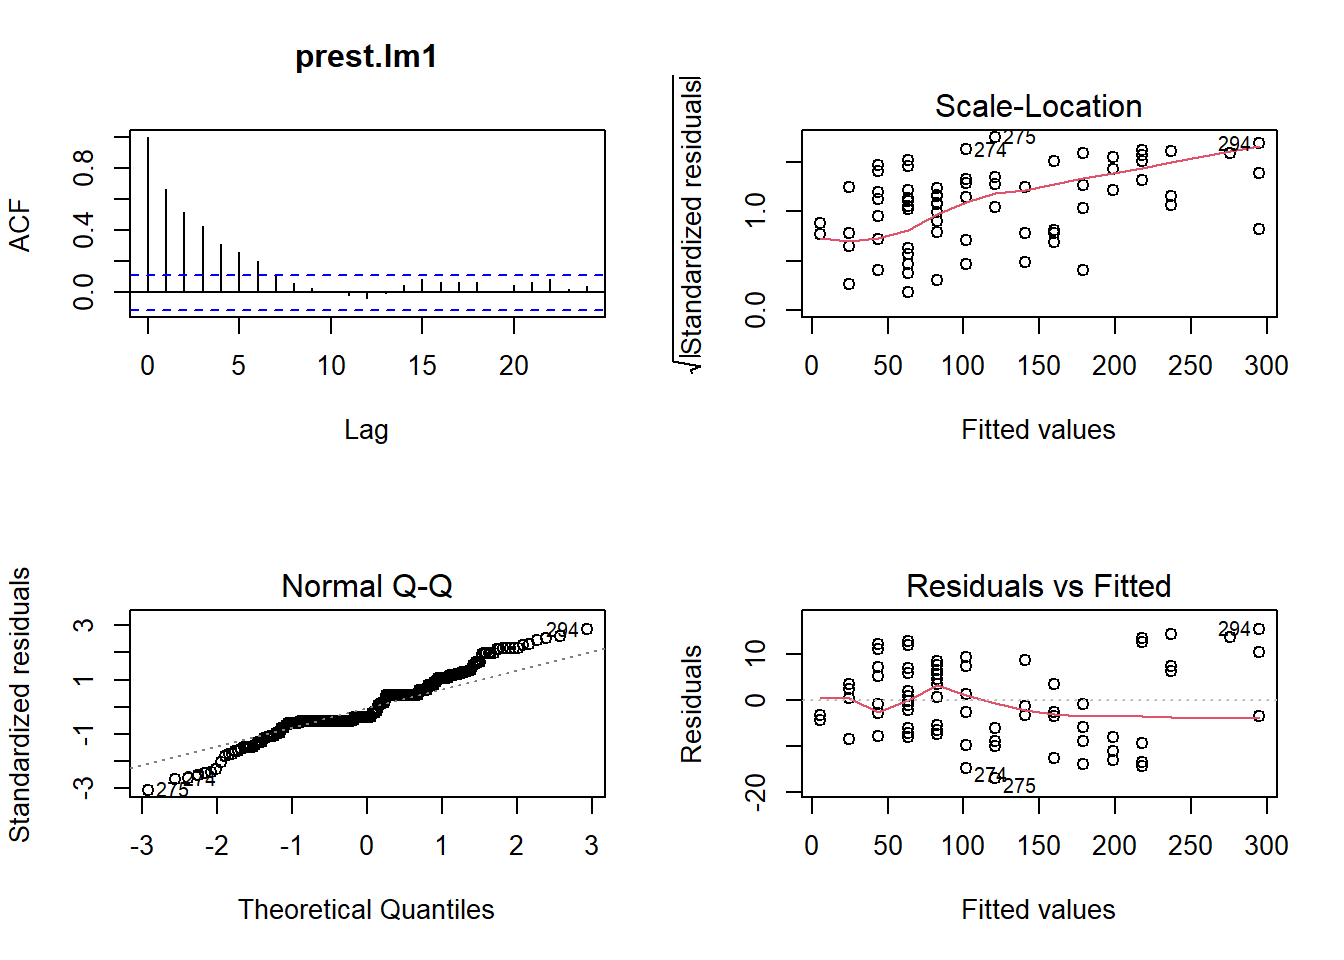 prest.lm1
ACF
0.0 0.4 0.8
0 5 10 15 20
Lag
Scale-Location
√|Standardized residuals|
0.0 1.0
275
274
294
0 50 100 150 200 250 300
Fitted values
Normal Q-Q
Standardized residuals
-3 -1 1 3
294
274
275
-3 -2 -1 0 1 2 3
Theoretical Quantiles
Residuals vs Fitted
Residuals
-20 0 10
294
274
275
0 50 100 150 200 250 300
Fitted values